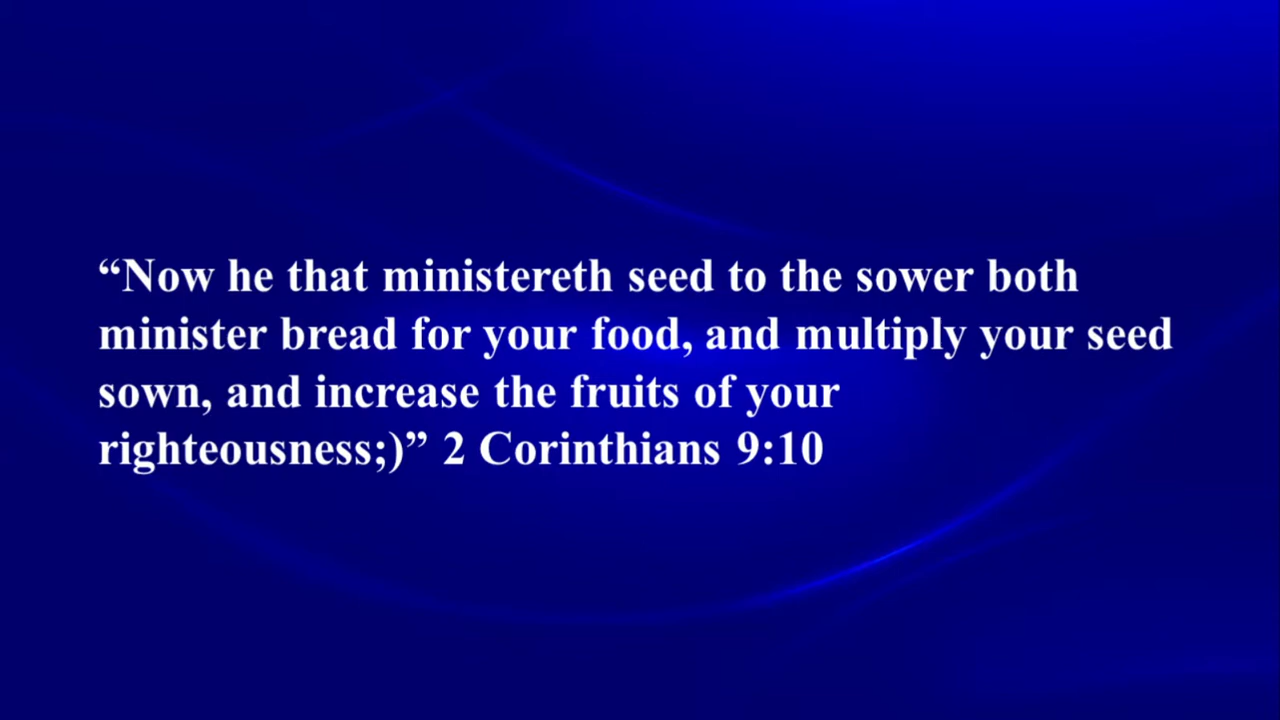 “Now he that ministereth seed to the sower both
minister bread for your food, and multiply your seed
sown, and increase the fruits of your
righteousness;)” 2 Corinthians 9:10